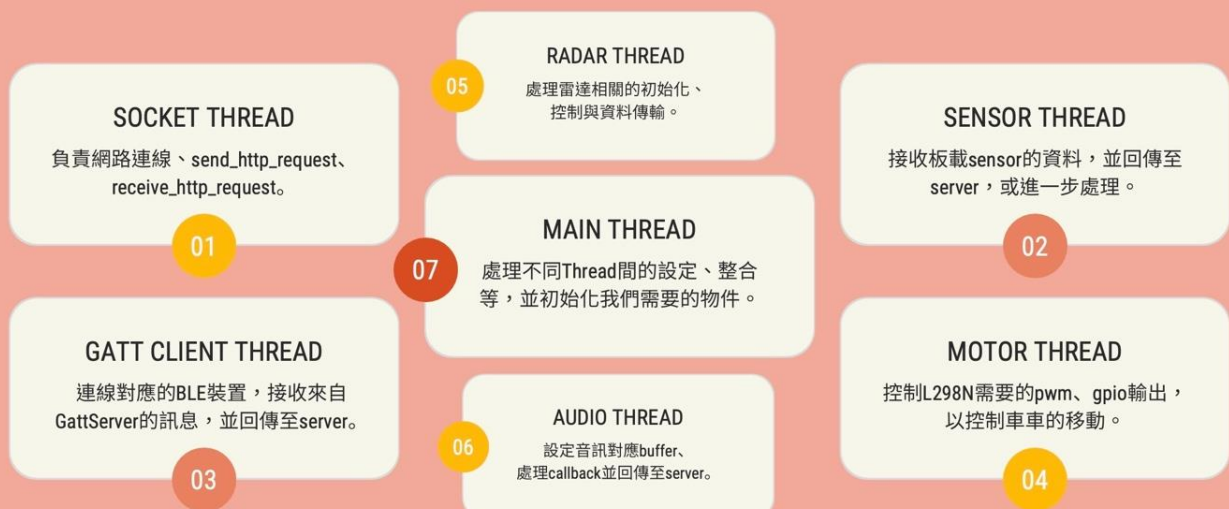 SOCKET THREAD
負責網路連線、send_http_request、
receive_http_request。
01
SENSOR THREAD
接收板載sensor的資料，並回傳至
server，或進一步處理。
02
GATT CLIENT THREAD
連線對應的BLE裝置，接收來自
GattServer的訊息，並回傳至server。
03
MOTOR THREAD
控制L298N需要的pwm、gpio輸出，
以控制車車的移動。
04
05
RADAR THREAD
處理雷達相關的初始化、
控制與資料傳輸。
06
AUDIO THREAD
設定音訊對應buffer、
處理callback並回傳至server。
07
MAIN THREAD
處理不同Thread間的設定、整合
等，並初始化我們需要的物件。